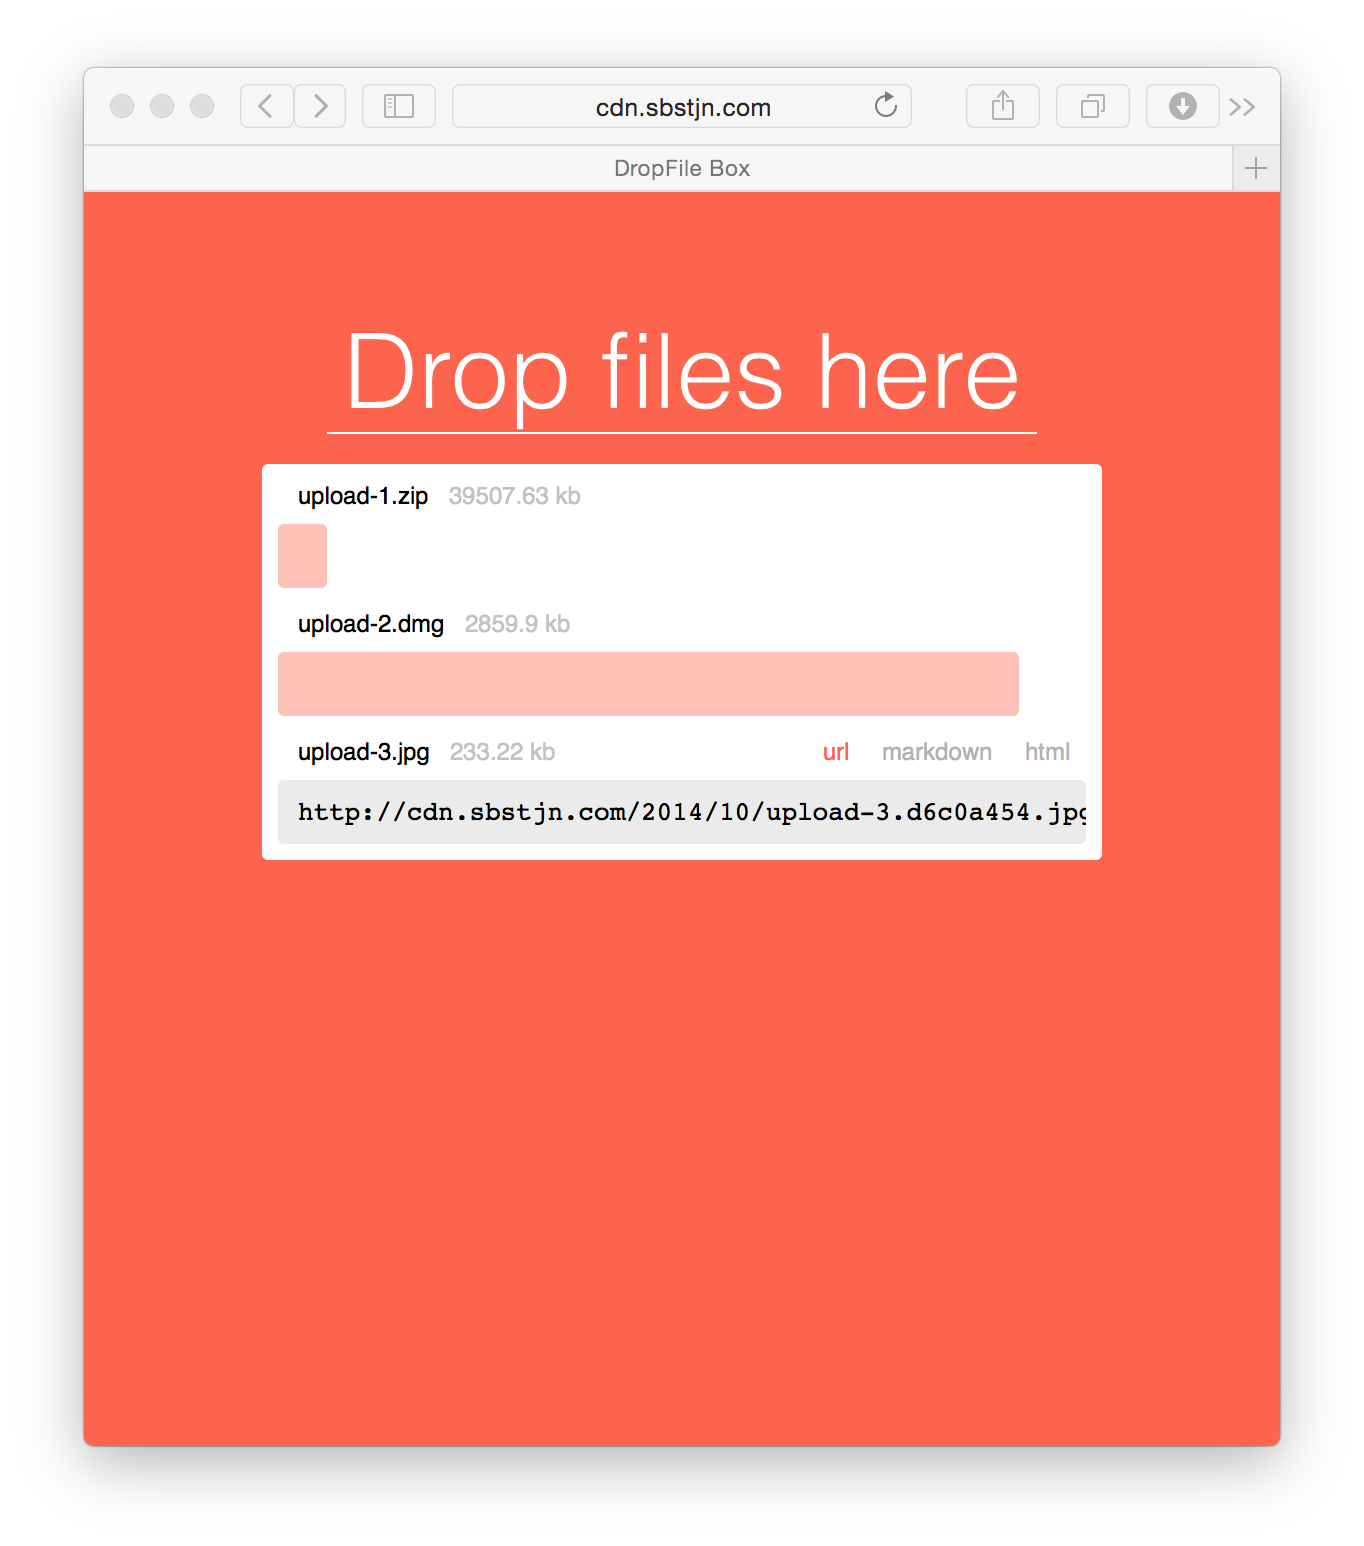 cdn.sbstjn.com
DropFile Box
Drop files here
upload-1.zip 39507.63 kb
upload-2.dmg 2859.9 kb
upload-3.jpg 233.22 kb url markdown html
http://cdn.sbstjn.com/2014/10/upload-3.d6c0a454.jpg